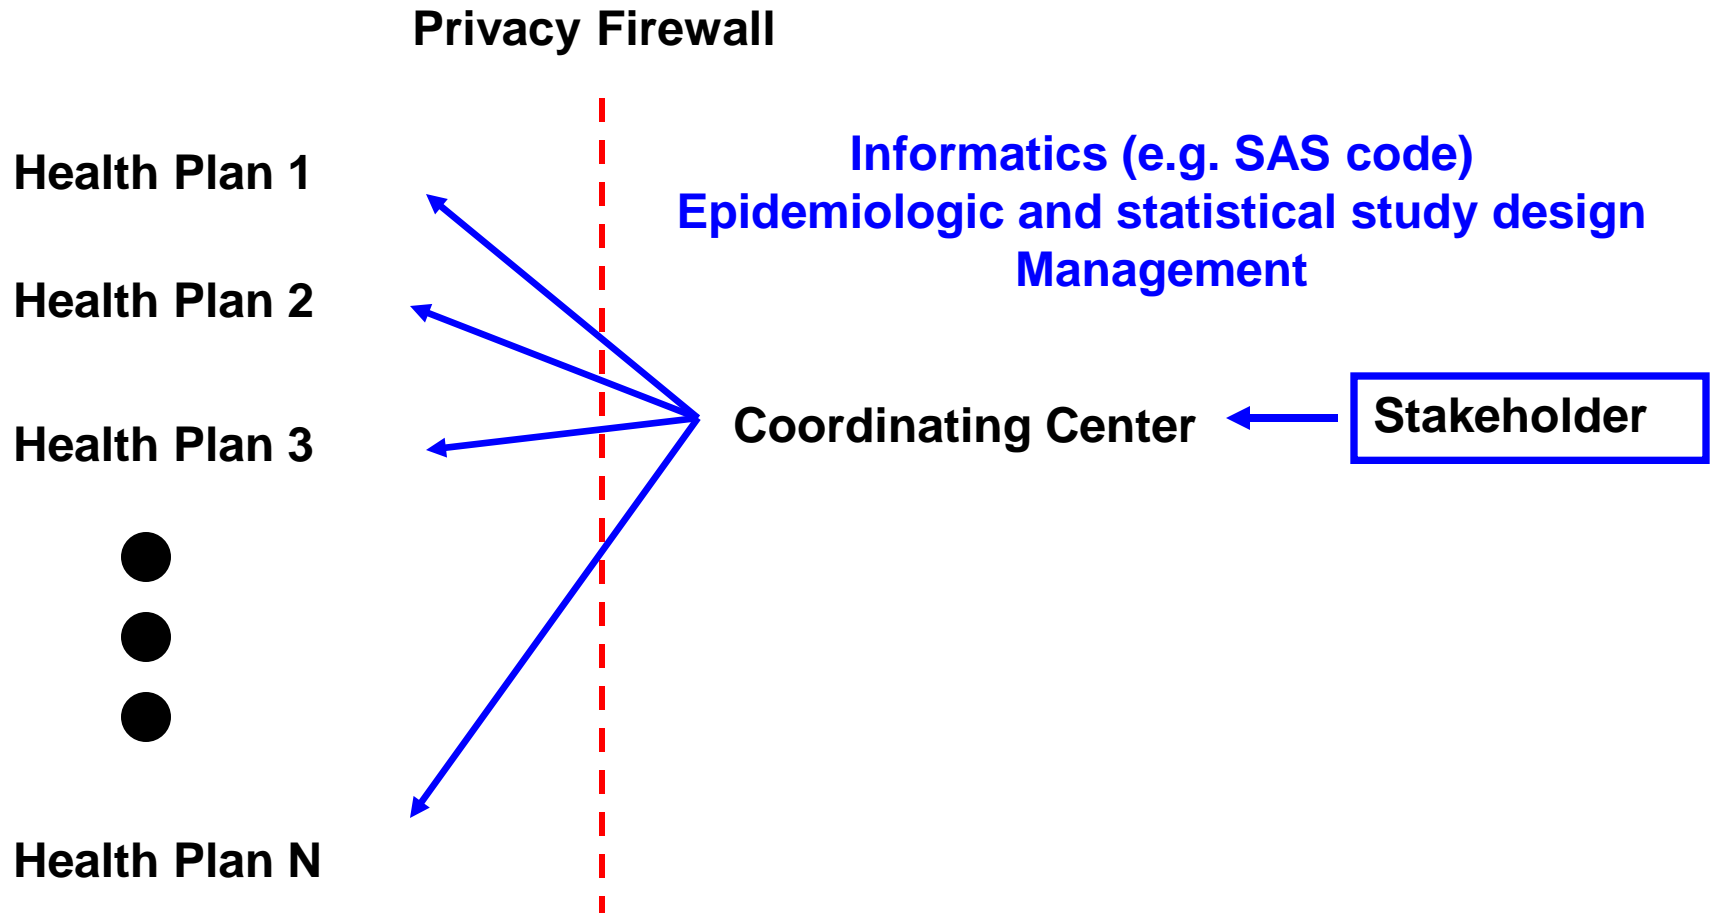 Privacy Firewall
Informatics (e.g. SAS code)
Epidemiologic and statistical study design
Management
Health Plan 1
Health Plan 2
Health Plan 3
Health Plan N
Coordinating Center
Stakeholder